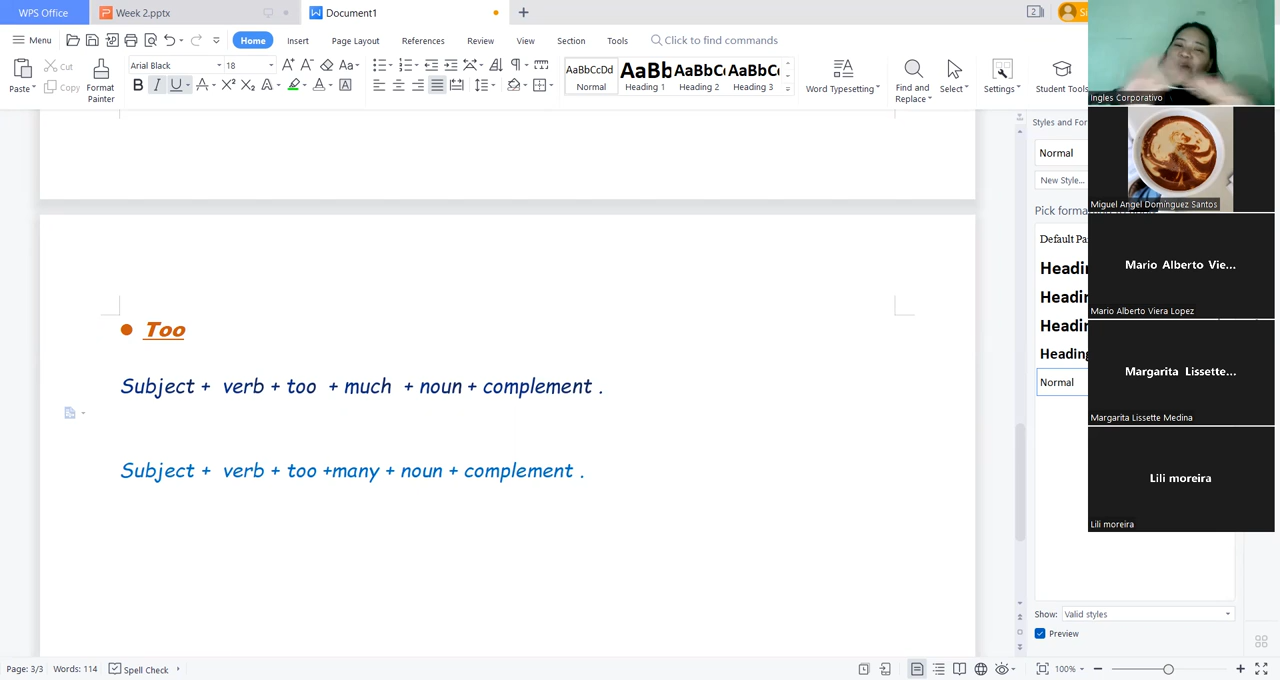 WPS Office
Week 2.pptx
Document1
2
Menu
Home
Insert
Page Layout
References
Review
View
Section
Tools
Click to find commands
Paste
Cut
Copy
Format Painter
Arial Black
18
AaBbCcDd
Normal
AaBb
Heading 1
AaBbC
Heading 2
AaBbC
Heading 3
Word Typesetting
Find and Replace
Select
Settings
Student Tools
Too
Subject + verb + too + much + noun + complement .
Subject + verb + too +many + noun + complement .
Styles and For
Normal
New Style...
Pick forma
Default Pa
Headi
Headi
Headi
Heading
Normal
Show: Valid styles
Preview
Ingles Corporativo
Miguel Angel Domínguez Santos
Mario Alberto Vie...
Mario Alberto Viera Lopez
Margarita Lissette...
Margarita Lissette Medina
Lili moreira
Lili moreira
Page: 3/3
Words: 114
Spell Check
100%